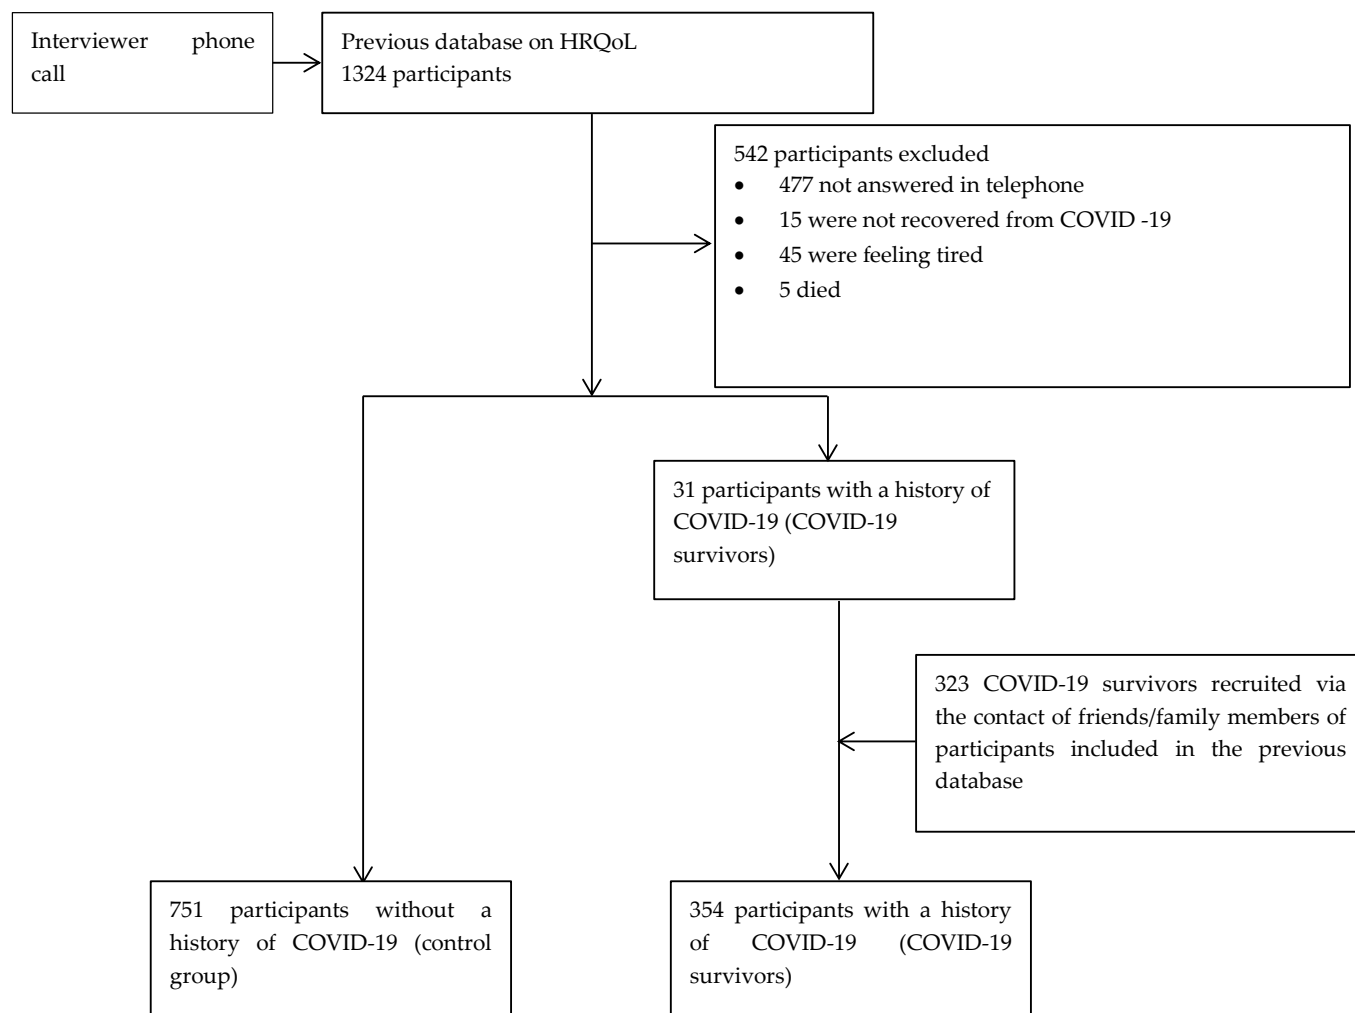 Interviewer phone
call
Previous database on HRQoL
1324 participants
542 participants excluded
• 477 not answered in telephone
• 15 were not recovered from COVID -19
• 45 were feeling tired
• 5 died
31 participants with a history of
COVID-19 (COVID-19
survivors)
323 COVID-19 survivors recruited via
the contact of friends/family members of
participants included in the previous
database
751 participants without a
history of COVID-19 (control
group)
354 participants with a history
of COVID-19 (COVID-19
survivors)